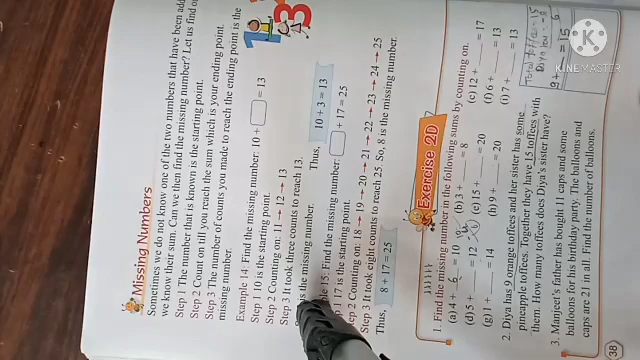 Missing Numbers
Sometimes we do not know one of the two numbers that have been
we know their sum. Can we then find the missing number? Let us find
Step 1 The number that is known is the starting point.
Step 2 Count on till you reach the sum which is your ending point.
Step 3 The number of counts you made to reach the ending point is the
missing number.
Example 14: Find the missing number: 10 + = 13
Step 1 10 is the starting point.
Step 2 Counting on: 11 → 12 → 13
Step 3 It took three counts to reach 13.
is the missing number. Thus, 10 + 3 = 13
15: Find the missing number: + 17 = 25
1 17 is the starting point.
2 Counting on: 18 → 19 → 20 → 21 → 22 → 23 → 24 → 25
Step 3 It took eight counts to reach 25. So, 8 is the missing number.
Thus, 8 + 17 = 25
Exercise 2D
1. Find the missing number in the following sums by counting on.
(a) 4 + 6 = 10 (b) 3 + = 8 (c) 12 + = 17
(d) 5 + = 12 (e) 15 + = 20 (f) 6 + = 13
(g) 1 + = 14 (h) 9 + = 20 (i) 7 + = 13
2. Diya has 9 orange toffees and her sister has some
pineapple toffees. Together they have 15 toffees with
them. How many toffees does Diya's sister have?
3. Manjeet's father has bought 11 caps and some
balloons for his birthday party. The balloons and
caps are 21 in all. Find the number of balloons.
38
KINEMASTER